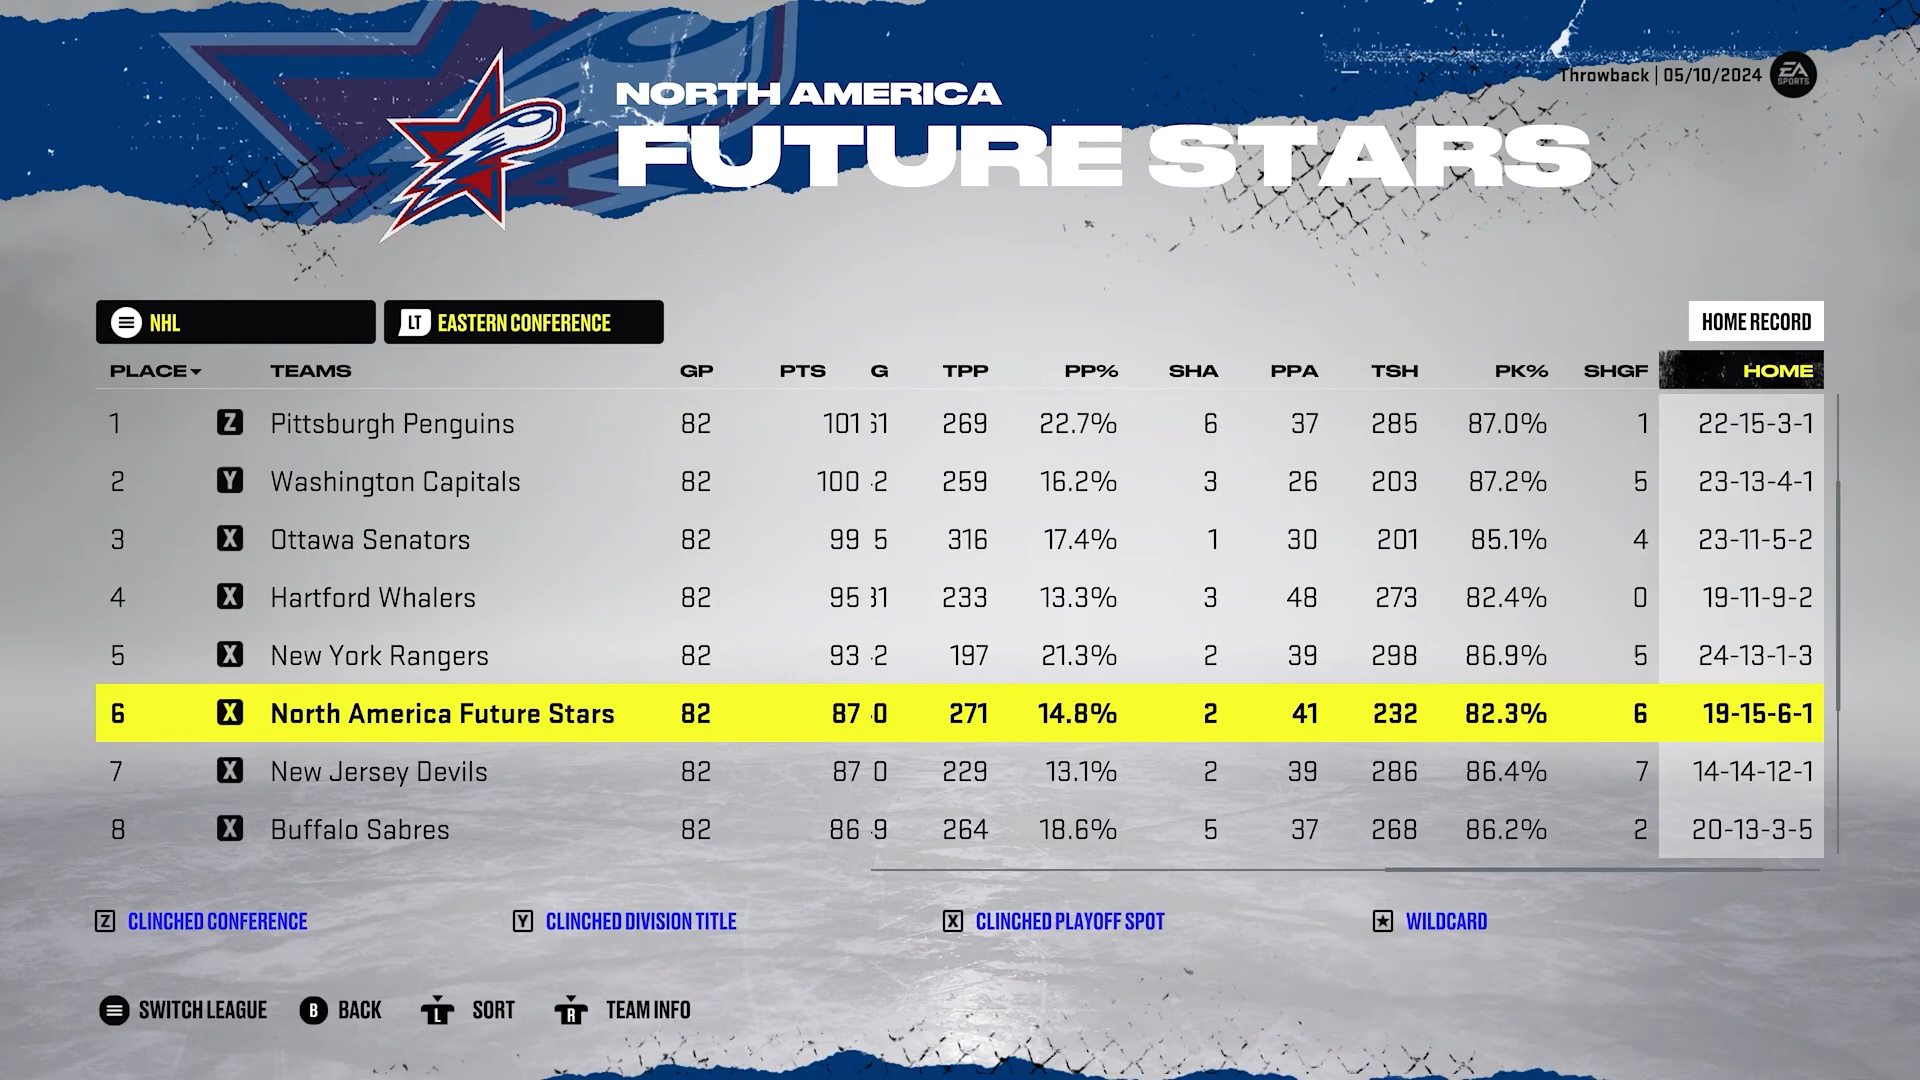 NORTH AMERICA
FUTURE STARS
Throwback | 05/10/2024
EA SPORTS
NHL
LT EASTERN CONFERENCE
HOME RECORD
PLACE TEAMS GP PTS G TPP PP% SHA PPA TSH PK% SHGF HOME
1 Z Pittsburgh Penguins 82 101 269 22.7% 6 37 285 87.0% 1 22-15-3-1
2 Y Washington Capitals 82 100 2 259 16.2% 3 26 203 87.2% 5 23-13-4-1
3 X Ottawa Senators 82 99 5 316 17.4% 1 30 201 85.1% 4 23-11-5-2
4 X Hartford Whalers 82 95 233 13.3% 3 48 273 82.4% 0 19-11-9-2
5 X New York Rangers 82 93 2 197 21.3% 2 39 298 86.9% 5 24-13-1-3
6 X North America Future Stars 82 87 0 271 14.8% 2 41 232 82.3% 6 19-15-6-1
7 X New Jersey Devils 82 87 0 229 13.1% 2 39 286 86.4% 7 14-14-12-1
8 X Buffalo Sabres 82 86 9 264 18.6% 5 37 268 86.2% 2 20-13-3-5
Z CLINCHED CONFERENCE Y CLINCHED DIVISION TITLE X CLINCHED PLAYOFF SPOT WILDCARD
SWITCH LEAGUE B BACK L SORT R TEAM INFO